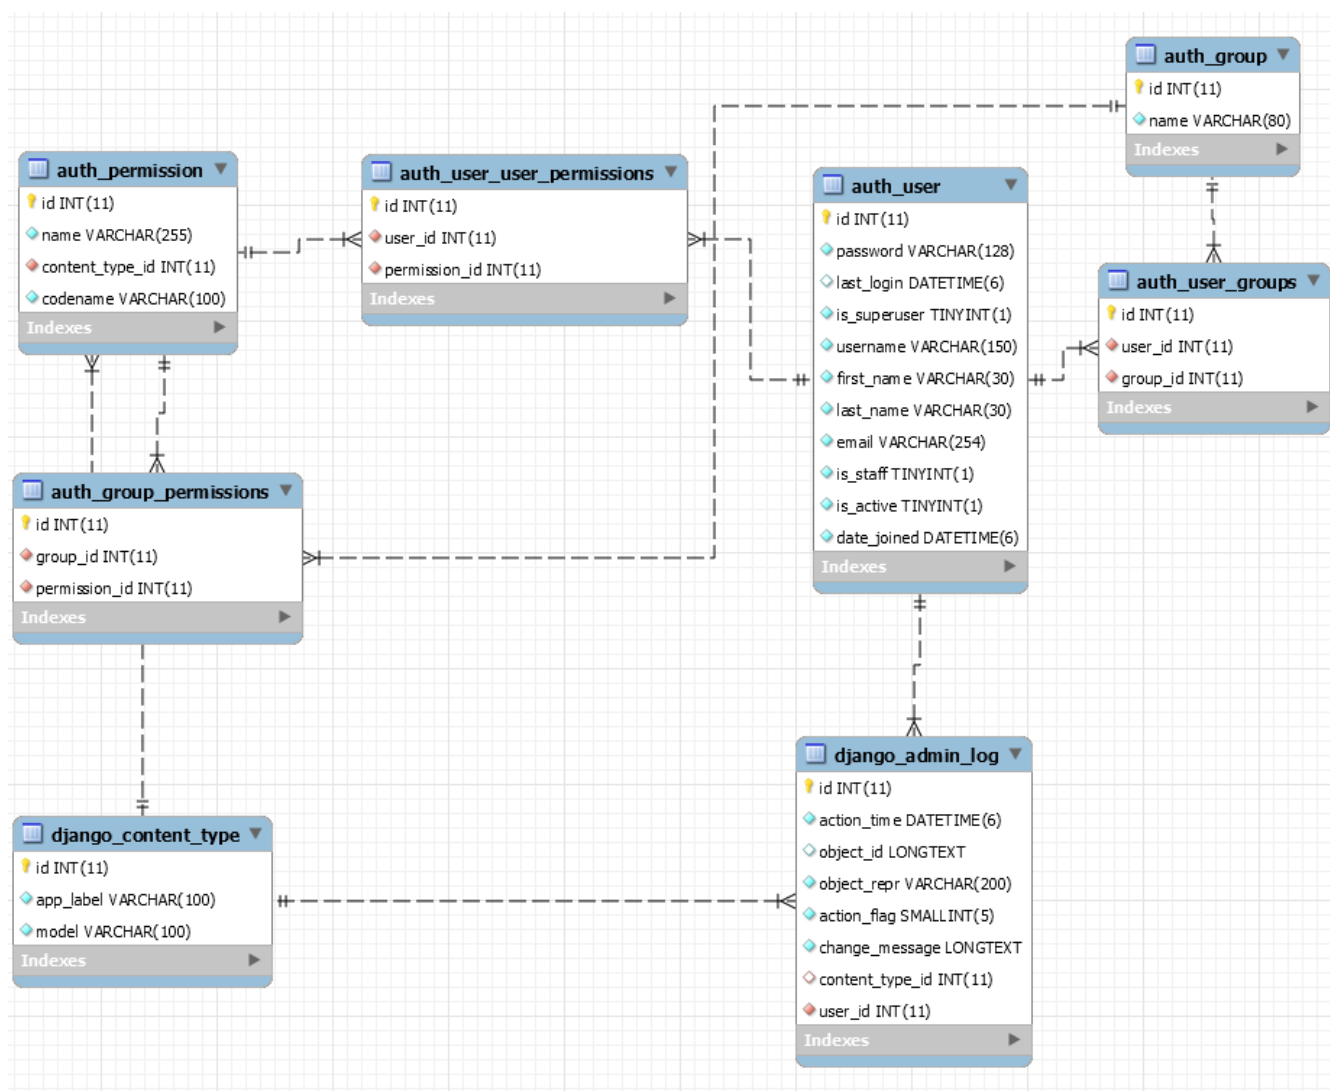 auth_group
id INT(11)
name VARCHAR(80)
Indexes
auth_permission
id INT(11)
name VARCHAR(255)
content_type_id INT(11)
codename VARCHAR(100)
Indexes
auth_user_user_permissions
id INT(11)
user_id INT(11)
permission_id INT(11)
Indexes
auth_user
id INT(11)
password VARCHAR(128)
last_login DATETIME(6)
is_superuser TINYINT(1)
username VARCHAR(150)
first_name VARCHAR(30)
last_name VARCHAR(30)
email VARCHAR(254)
is_staff TINYINT(1)
is_active TINYINT(1)
date_joined DATETIME(6)
Indexes
auth_user_groups
id INT(11)
user_id INT(11)
group_id INT(11)
Indexes
auth_group_permissions
id INT(11)
group_id INT(11)
permission_id INT(11)
Indexes
django_content_type
id INT(11)
app_label VARCHAR(100)
model VARCHAR(100)
Indexes
django_admin_log
id INT(11)
action_time DATETIME(6)
object_id LONGTEXT
object_repr VARCHAR(200)
action_flag SMALLINT(5)
change_message LONGTEXT
content_type_id INT(11)
user_id INT(11)
Indexes